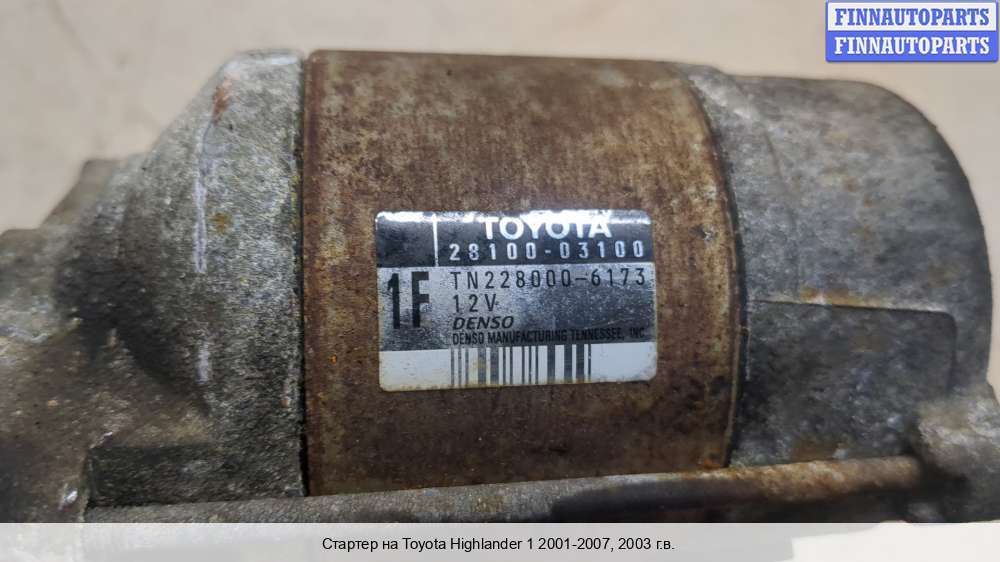 FINNAUTOPARTS
FINNAUTOPARTS
TOYOTA
28100-03100
1F
TN228000-6173
12V
DENSO
DENSO MANUFACTURING TENNESSEE, INC
Стартер на Toyota Highlander 1 2001-2007, 2003 г.в.